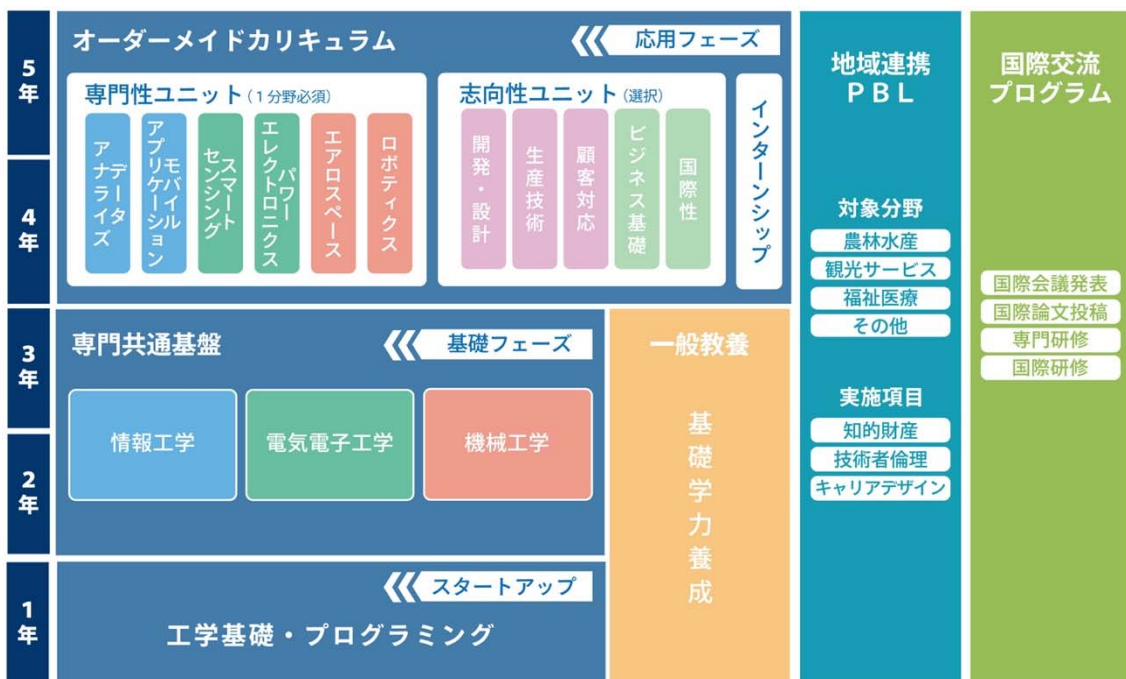 5年
4年
3年
2年
1年
オーダーメイドカリキュラム
応用フェーズ
専門性ユニット(1分野必須)
データ
アナライズ
モバイル
アプリケーション
スマート
センシング
パワー
エレクトロニクス
エアロスペース
ロボティクス
志向性ユニット(選択)
開発・設計
生産技術
顧客対応
ビジネス基礎
国際性
インターンシップ
専門共通基盤
基礎フェーズ
情報工学
電気電子工学
機械工学
スタートアップ
工学基礎・プログラミング
一般教養
基礎学力養成
地域連携
PBL
対象分野
農林水産
観光サービス
福祉医療
その他
実施項目
知的財産
技術者倫理
キャリアデザイン
国際交流
プログラム
国際会議発表
国際論文投稿
専門研修
国際研修